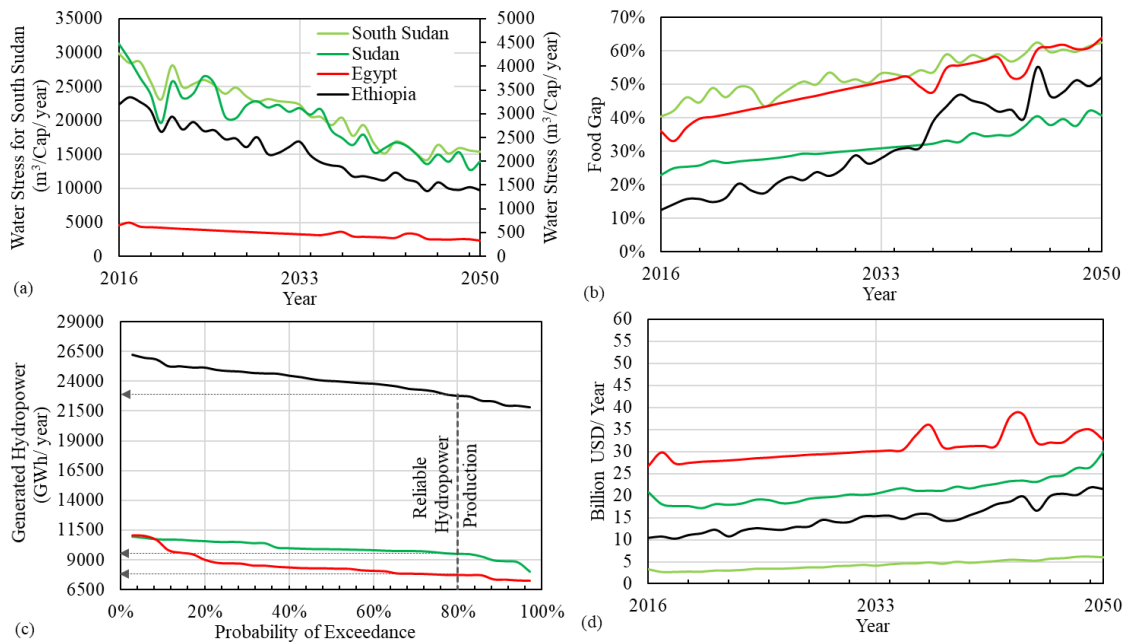 35000
30000
25000
20000
15000
10000
5000
0
Water Stress for South Sudan
(m³/Cap/ year)
South Sudan
Sudan
Egypt
Ethiopia
5000
4500
4000
3500
3000
2500
2000
1500
1000
500
0
Water Stress (m³/Cap/ year)
2016
2033
2050
Year
(a)
70%
60%
50%
40%
30%
20%
10%
0%
Food Gap
2016
2033
2050
Year
(b)
29000
26500
24000
21500
19000
16500
14000
11500
9000
6500
Generated Hydropower
(GWh/ year)
Reliable
Hydropower
Production
0%
20%
40%
60%
80%
100%
Probability of Exceedance
(c)
60
55
50
45
40
35
30
25
20
15
10
5
0
Billion USD/ Year
2016
2033
2050
Year
(d)